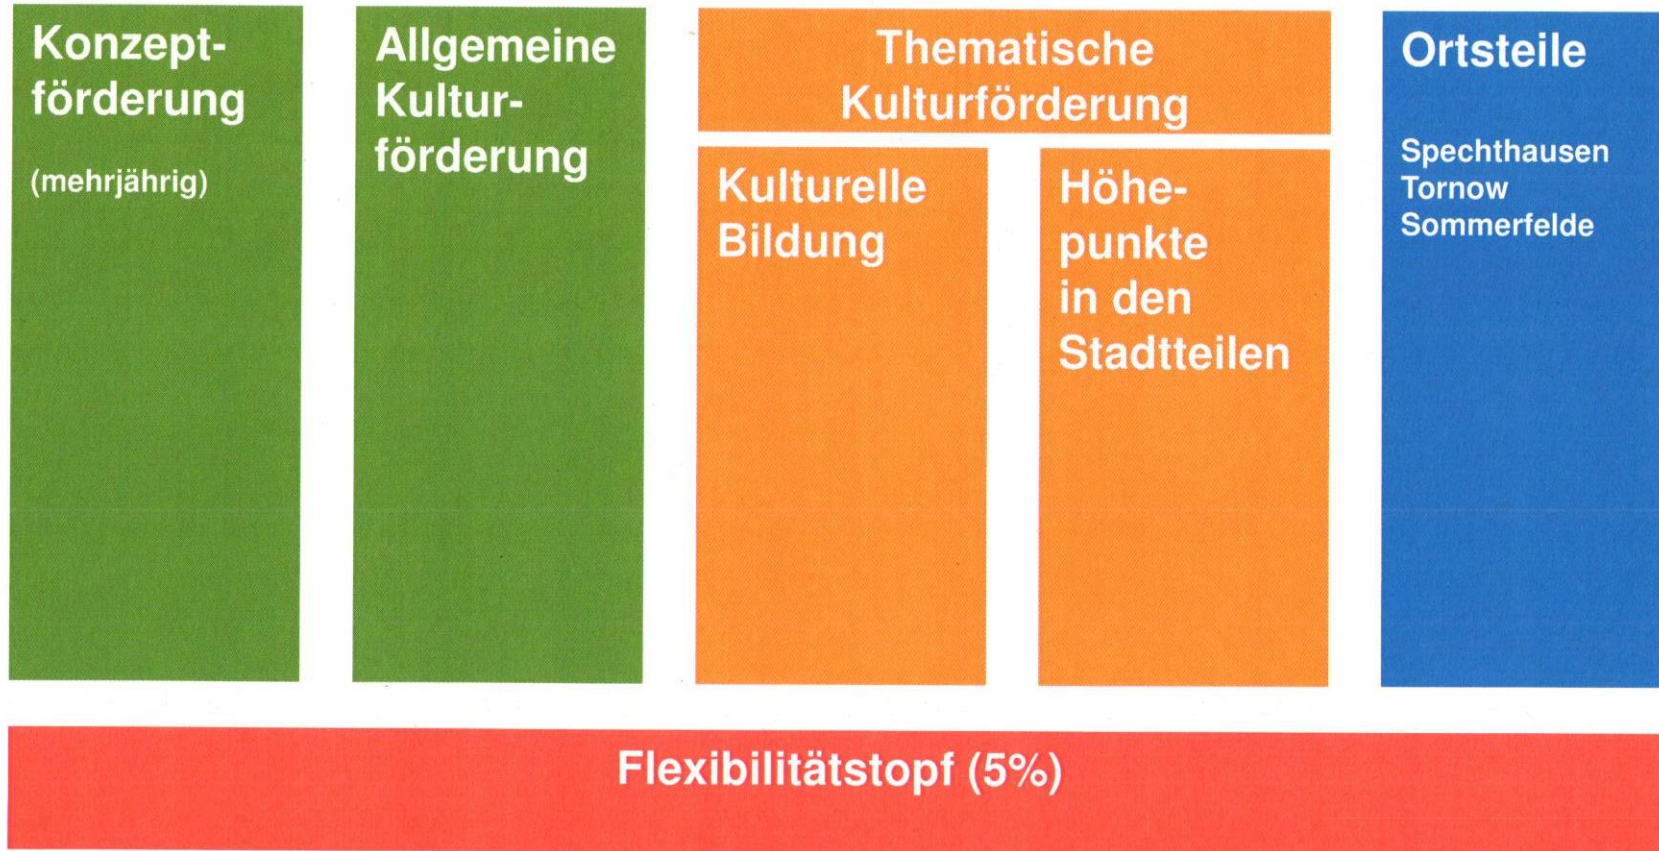 Konzept-
förderung
(mehrjährig)
Allgemeine
Kultur-
förderung
Thematische
Kulturförderung
Kulturelle
Bildung
Höhe-
punkte
in den
Stadtteilen
Ortsteile
Spechthausen
Tornow
Sommerfelde
Flexibilitätstopf (5%)